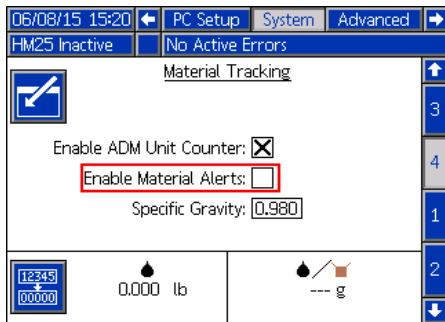 06/08/15 15:20 PC Setup System Advanced
HM25 Inactive No Active Errors
Material Tracking
3
Enable ADM Unit Counter:
4
Enable Material Alerts:
Specific Gravity: 0.980
1
12345
00000
0.000 lb
/
--- g
2